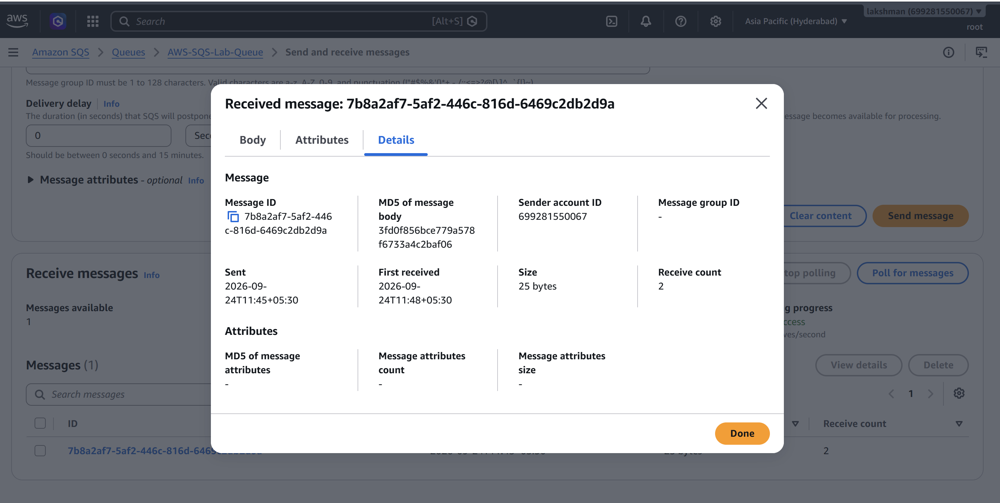 aws
Search [Alt+S]
Asia Pacific (Hyderabad)
lakshman (699281550067)
root
Amazon SQS
Queues
AWS-SQS-Lab-Queue
Send and receive messages
Message group ID must be 1 to 128 characters. Valid characters are a-z, A-Z, 0-9, and punctuation
Delivery delay Info
The duration (in seconds) that SQS will postpone
essage becomes available for processing.
0
Should be between 0 seconds and 15 minutes.
Message attributes - optional Info
Clear content
Send message
Receive messages Info
top polling
Poll for messages
Messages available
1
g progress
ccess
ves/second
Messages (1)
View details
Delete
Search messages
1
ID
Receive count
7b8a2af7-5af2-446c-816d-6469c2db2d9a
2
Received message: 7b8a2af7-5af2-446c-816d-6469c2db2d9a
Body
Attributes
Details
Message
Message ID
7b8a2af7-5af2-446
c-816d-6469c2db2d9a
MD5 of message
body
3fd0f856bce779a578
f6733a4c2baf06
Sender account ID
699281550067
Message group ID
-
Sent
2026-09-
24T11:45+05:30
First received
2026-09-
24T11:48+05:30
Size
25 bytes
Receive count
2
Attributes
MD5 of message
attributes
-
Message attributes
count
-
Message attributes
size
-
Done